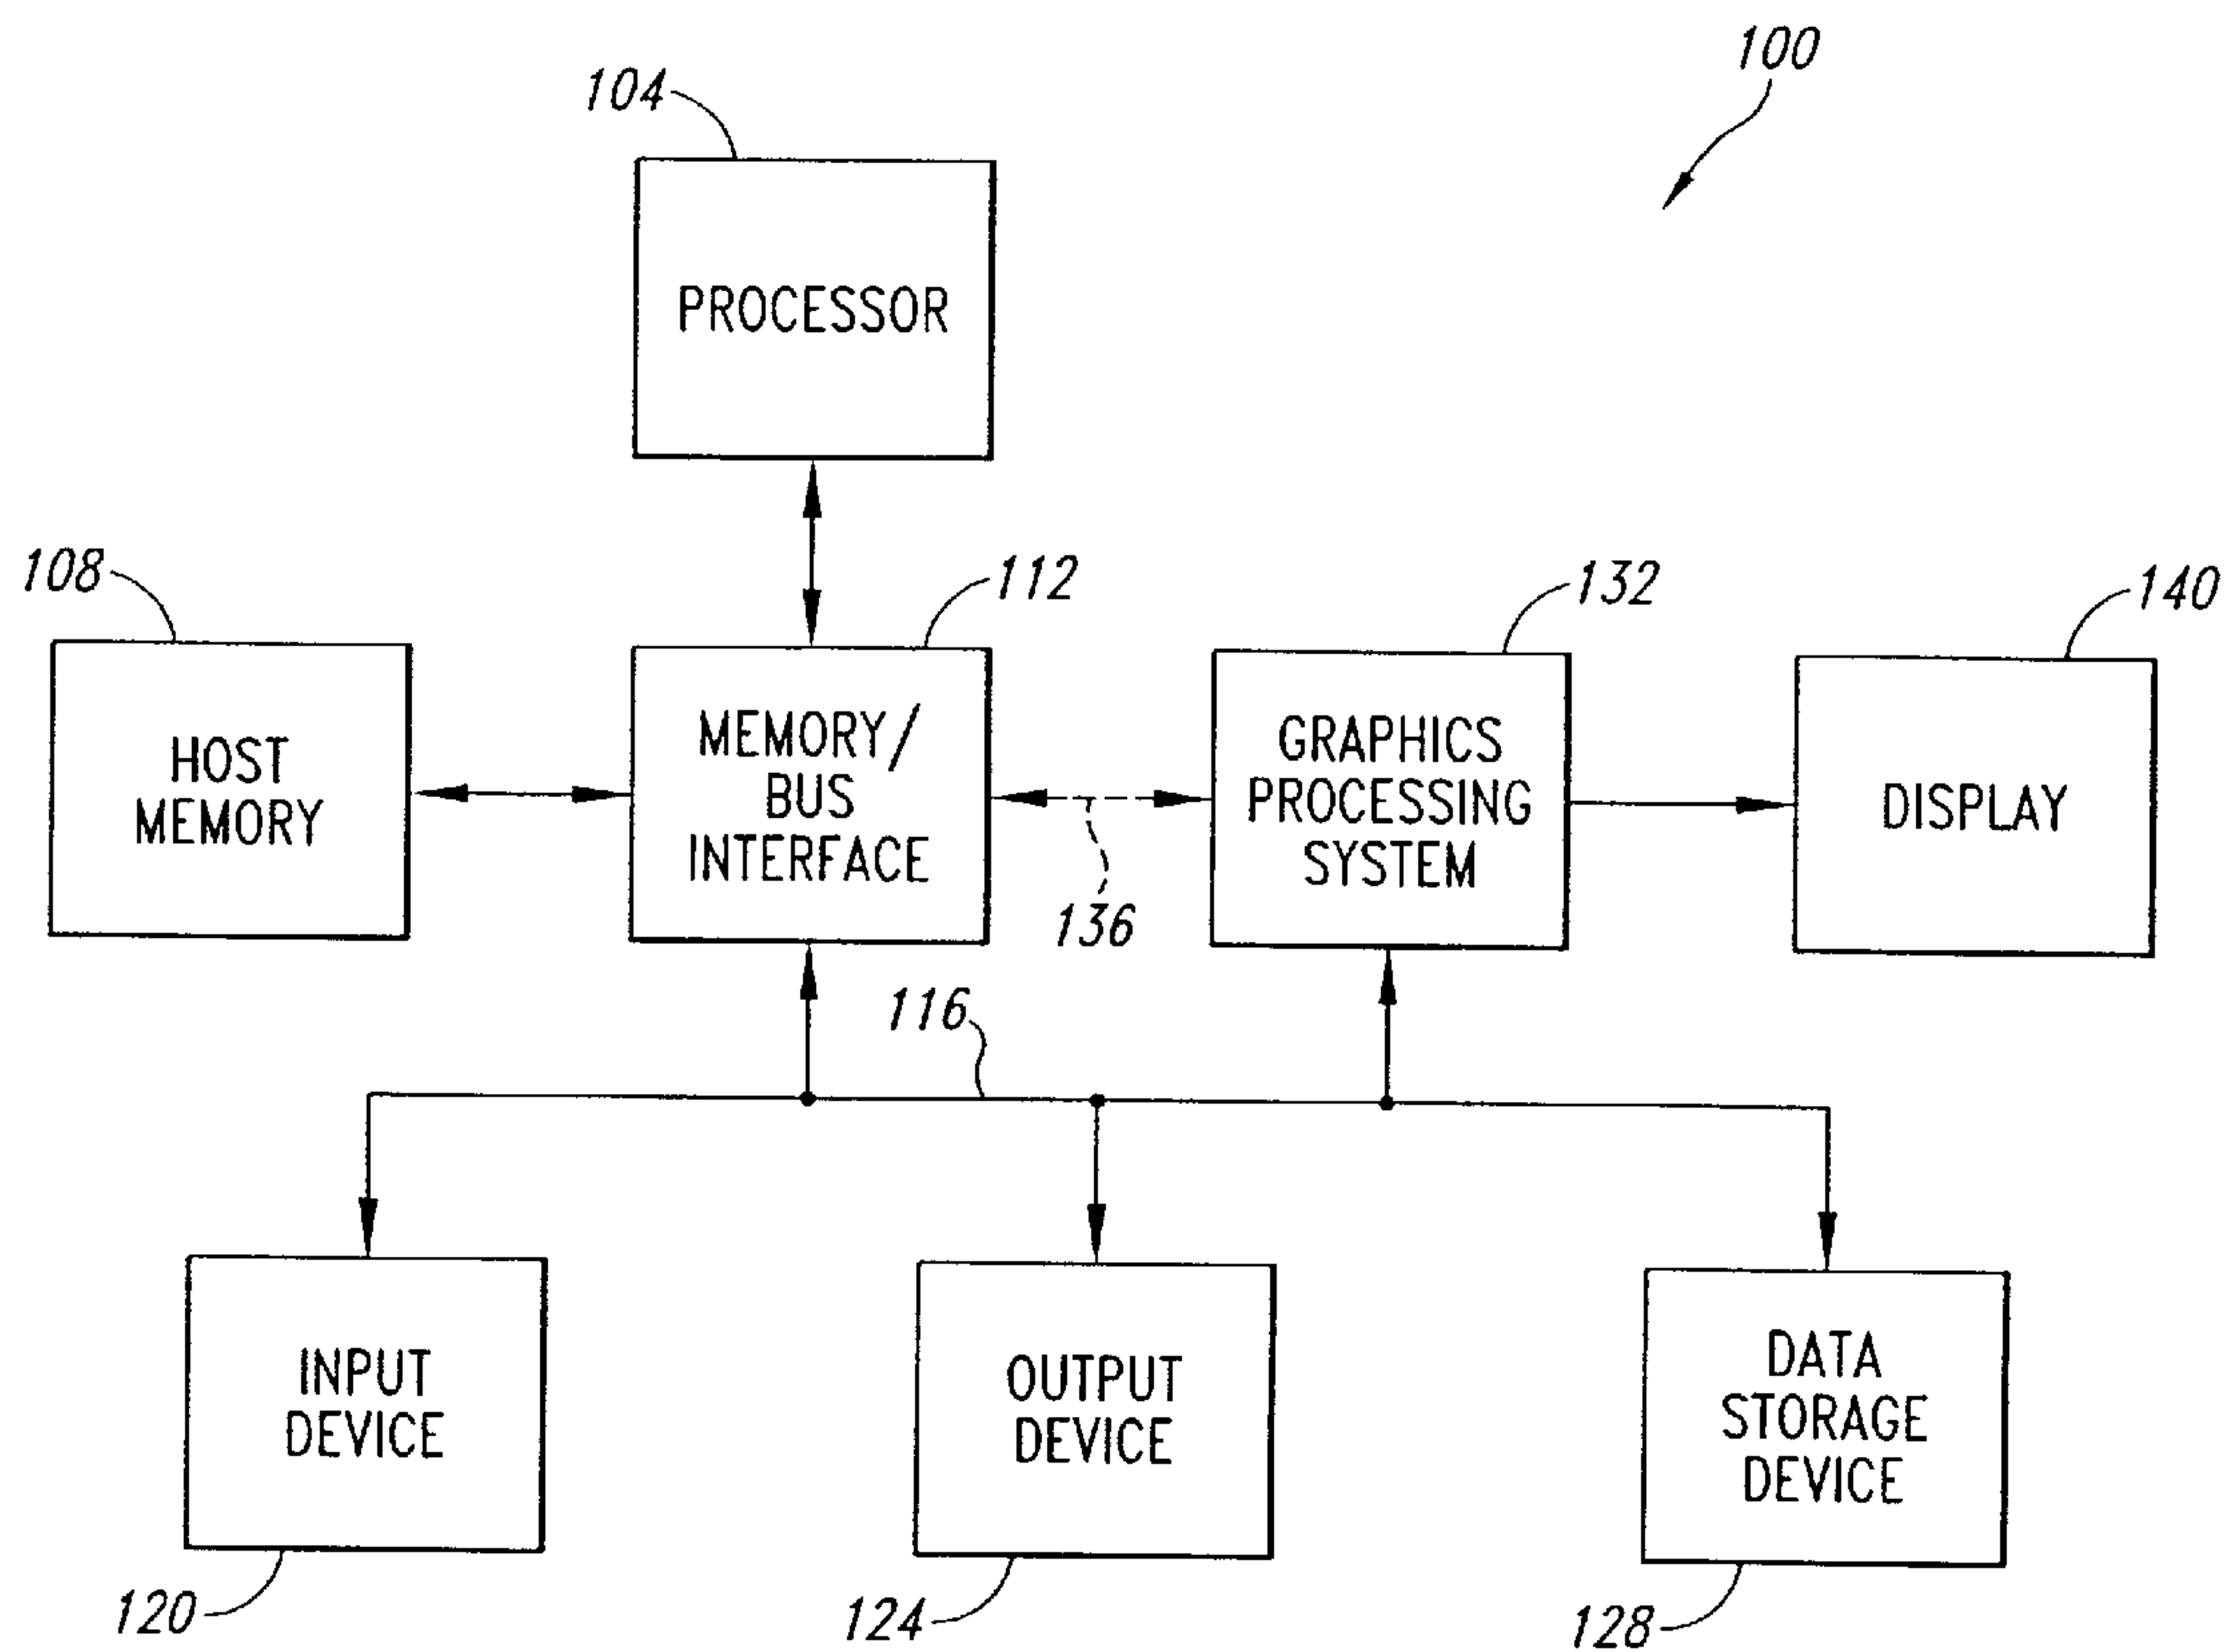 100
104
PROCESSOR
108
112
132
140
HOST
MEMORY
MEMORY/
BUS
INTERFACE
GRAPHICS
PROCESSING
SYSTEM
DISPLAY
136
116
INPUT
DEVICE
OUTPUT
DEVICE
DATA
STORAGE
DEVICE
120
124
128